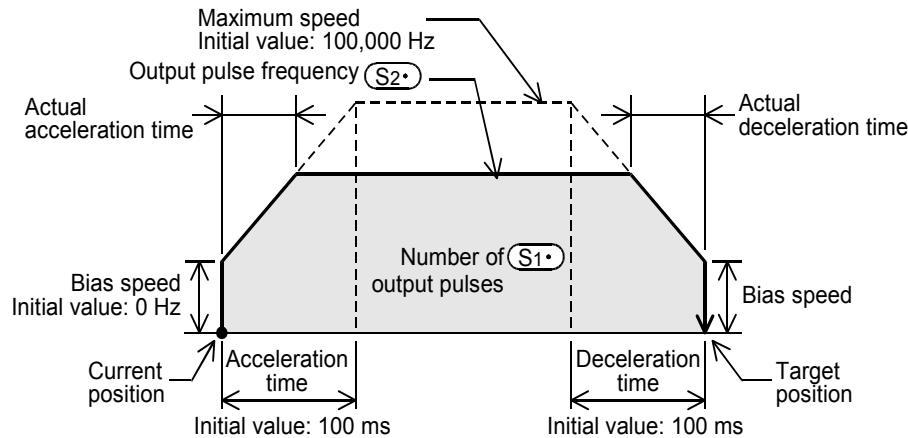 Maximum speed
Initial value: 100,000 Hz
Output pulse frequency S2•
Actual
acceleration time
Actual
deceleration time
Number of S1•
output pulses
Bias speed
Initial value: 0 Hz
Bias speed
Current
position
Acceleration
time
Deceleration
time
Target
position
Initial value: 100 ms
Initial value: 100 ms